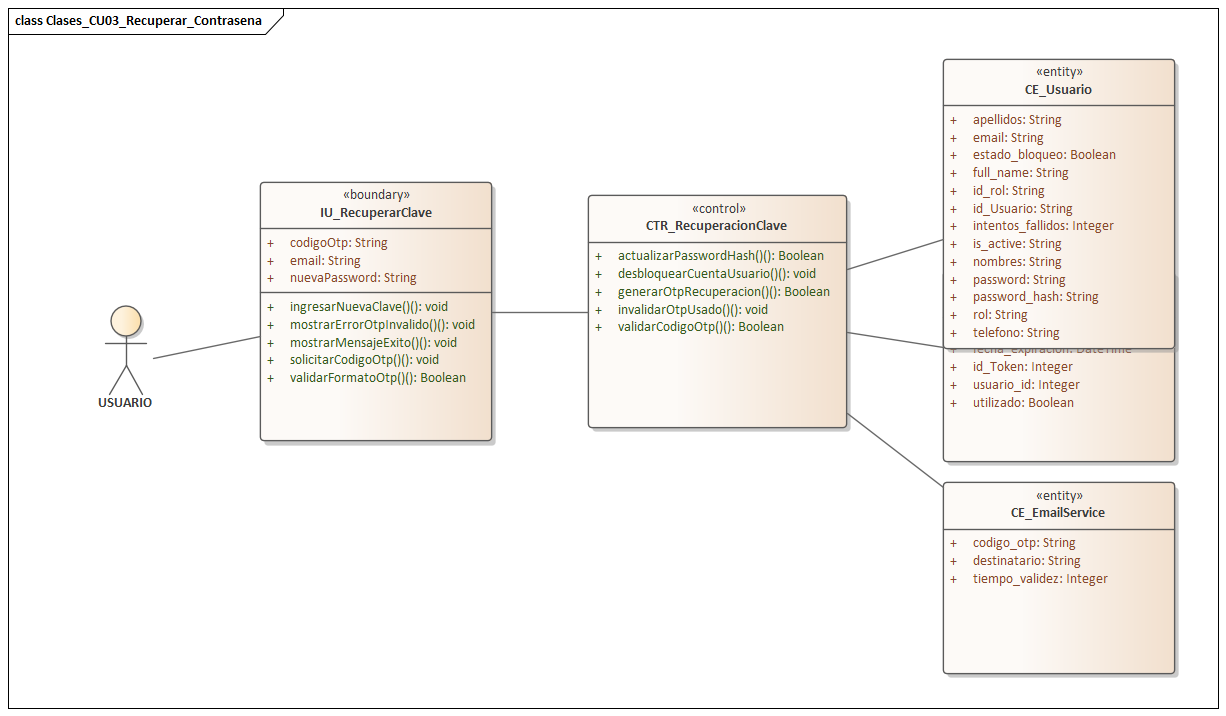 class Clases_CU03_Recuperar_Contrasena
USUARIO
«boundary»
IU_RecuperarClave
+ codigoOtp: String
+ email: String
+ nuevaPassword: String
+ ingresarNuevaClave()(): void
+ mostrarErrorOtpInvalido()(): void
+ mostrarMensajeExito()(): void
+ solicitarCodigoOtp()(): void
+ validarFormatoOtp()(): Boolean
«control»
CTR_RecuperacionClave
+ actualizarPasswordHash()(): Boolean
+ desbloquearCuentaUsuario()(): void
+ generarOtpRecuperacion()(): Boolean
+ invalidarOtpUsado()(): void
+ validarCodigoOtp()(): Boolean
«entity»
CE_Usuario
+ apellidos: String
+ email: String
+ estado_bloqueo: Boolean
+ full_name: String
+ id_rol: String
+ id_Usuario: String
+ intentos_fallidos: Integer
+ is_active: String
+ nombres: String
+ password: String
+ password_hash: String
+ rol: String
+ telefono: String
fecha_expiracion: DateTime
+ id_Token: Integer
+ usuario_id: Integer
+ utilizado: Boolean
«entity»
CE_EmailService
+ codigo_otp: String
+ destinatario: String
+ tiempo_validez: Integer